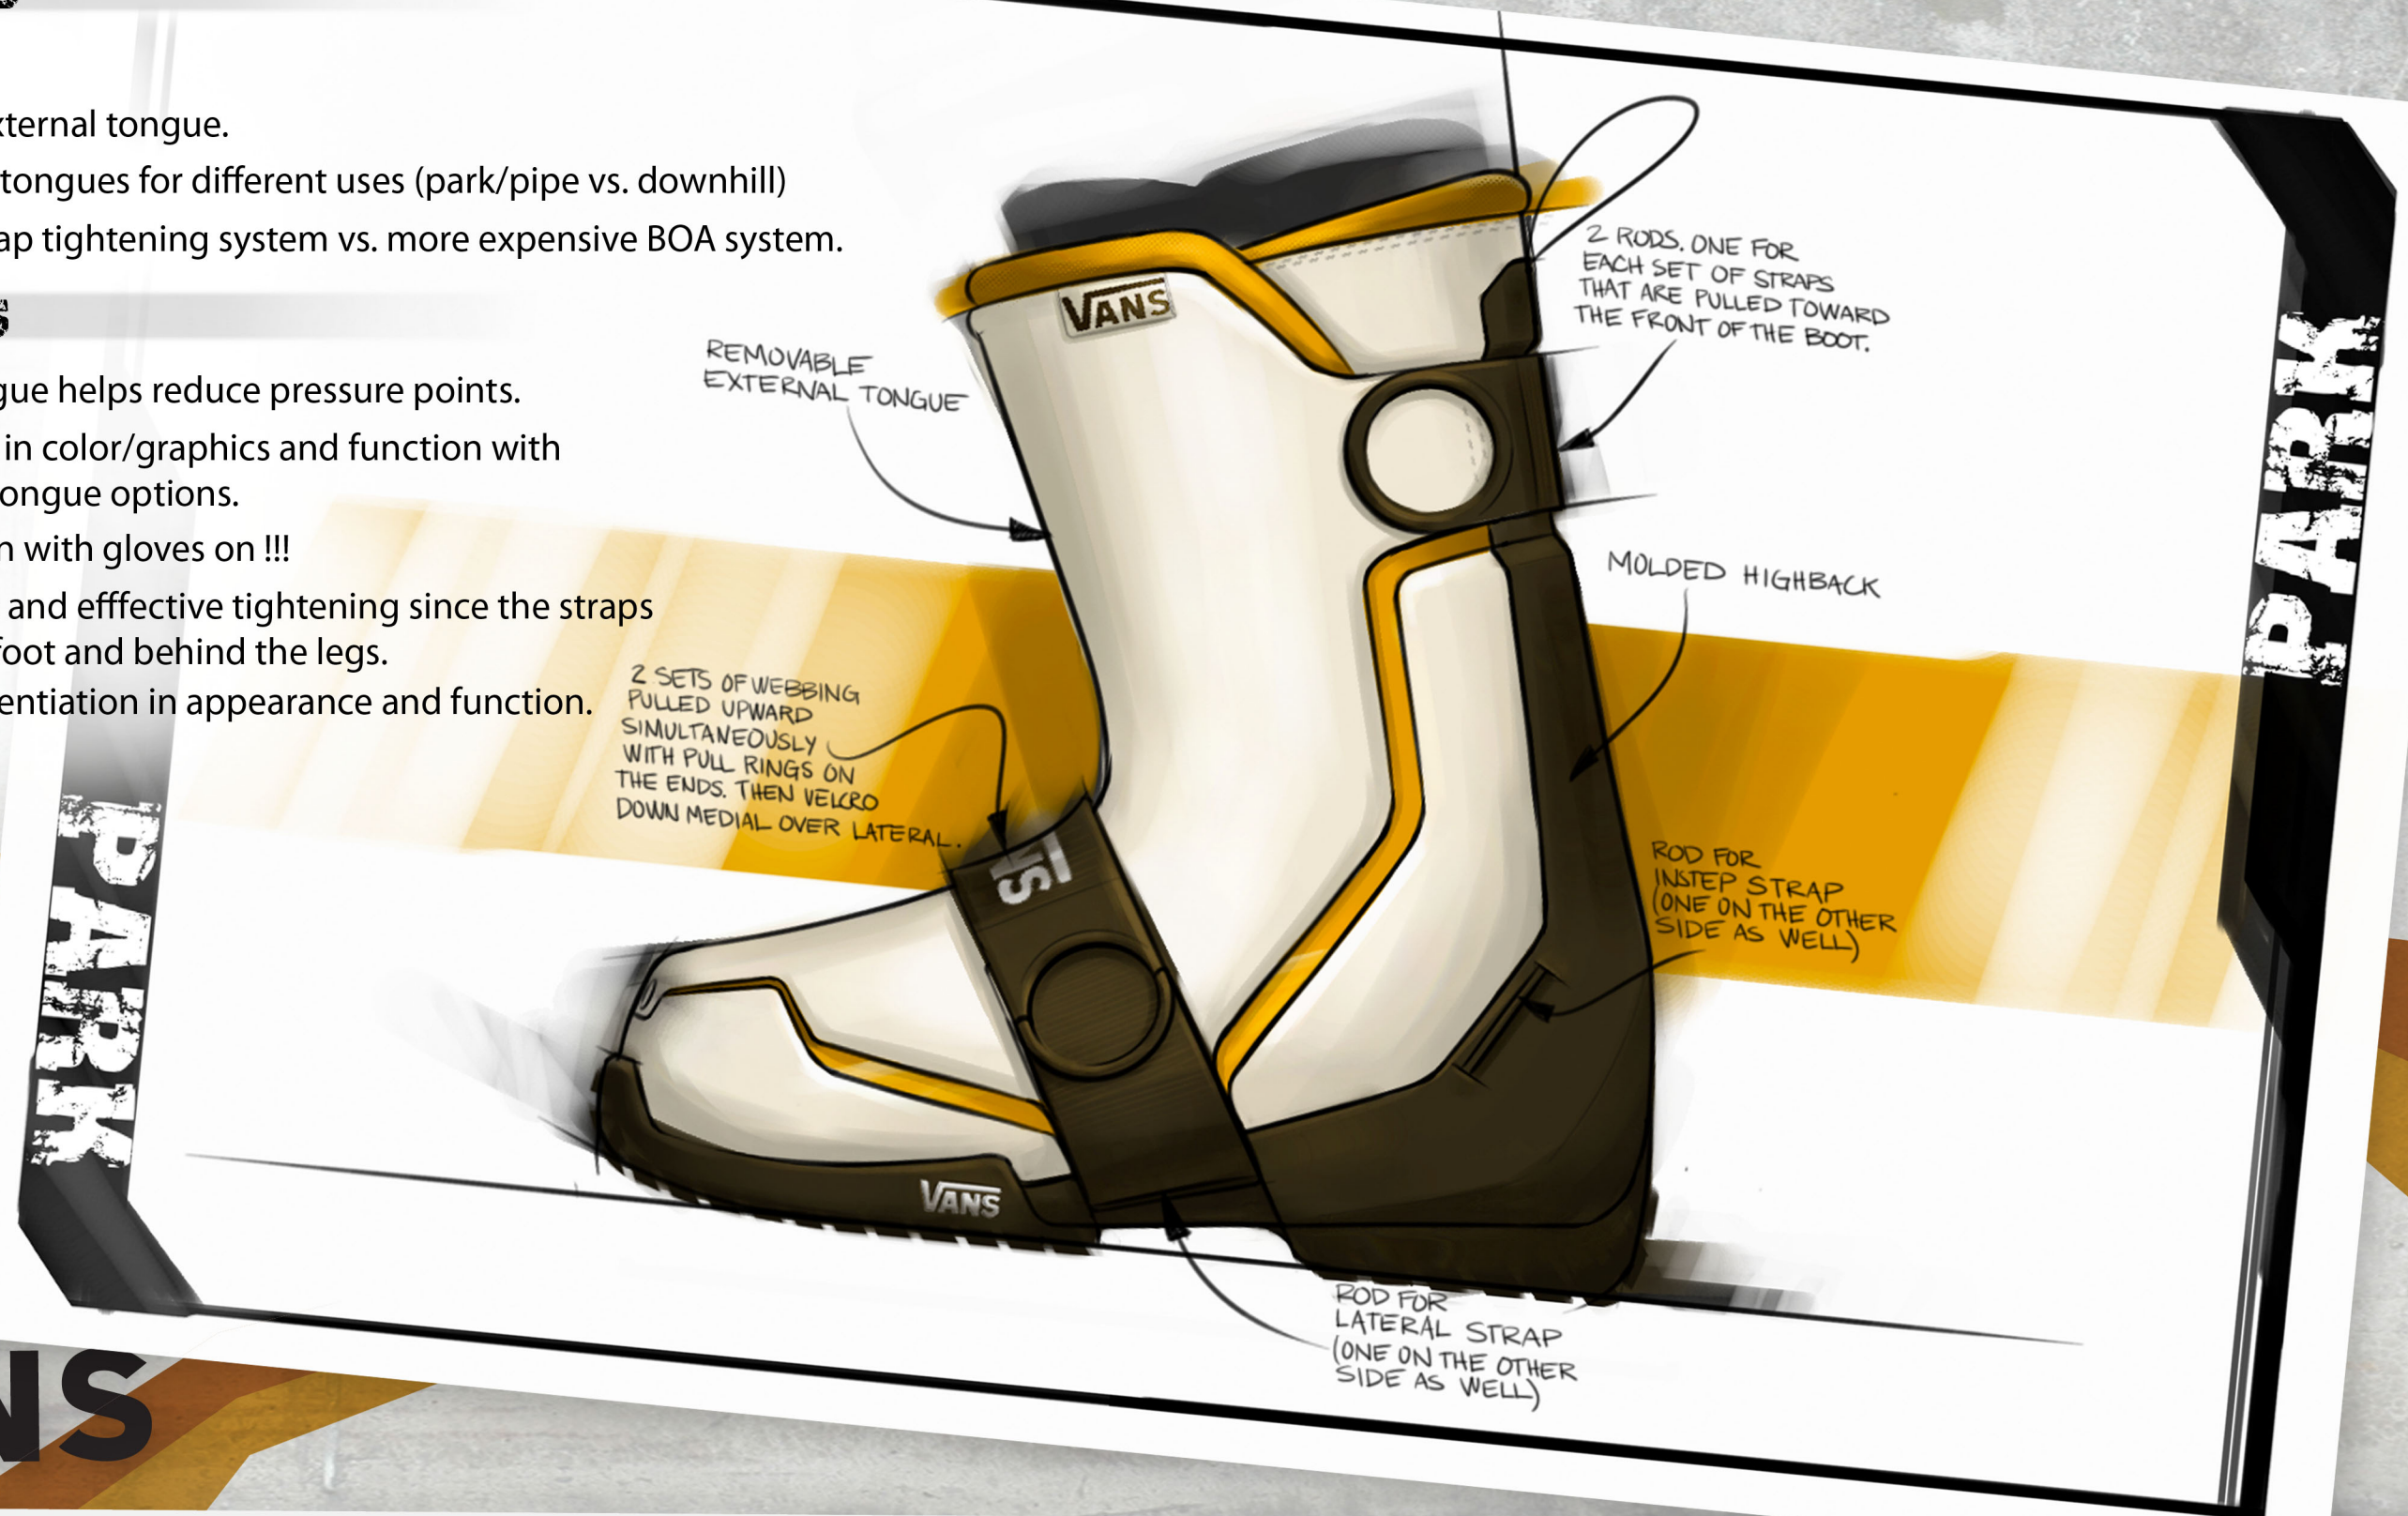 xternal tongue.
tongues for different uses (park/pipe vs. downhill)
ap tightening system vs. more expensive BOA system.
S
gue helps reduce pressure points.
in color/graphics and function with
ongue options.
n with gloves on !!!
and efffective tightening since the straps
foot and behind the legs.
entiation in appearance and function.
VANS
REMOVABLE
EXTERNAL TONGUE
2 RODS. ONE FOR
EACH SET OF STRAPS
THAT ARE PULLED TOWARD
THE FRONT OF THE BOOT.
MOLDED HIGHBACK
2 SETS OF WEBBING
PULLED UPWARD
SIMULTANEOUSLY
WITH PULL RINGS ON
THE ENDS. THEN VELCRO
DOWN MEDIAL OVER LATERAL.
ROD FOR
INSTEP STRAP
(ONE ON THE OTHER
SIDE AS WELL)
NS
VANS
ROD FOR
LATERAL STRAP
(ONE ON THE OTHER
SIDE AS WELL)
PARK
PARK
NS